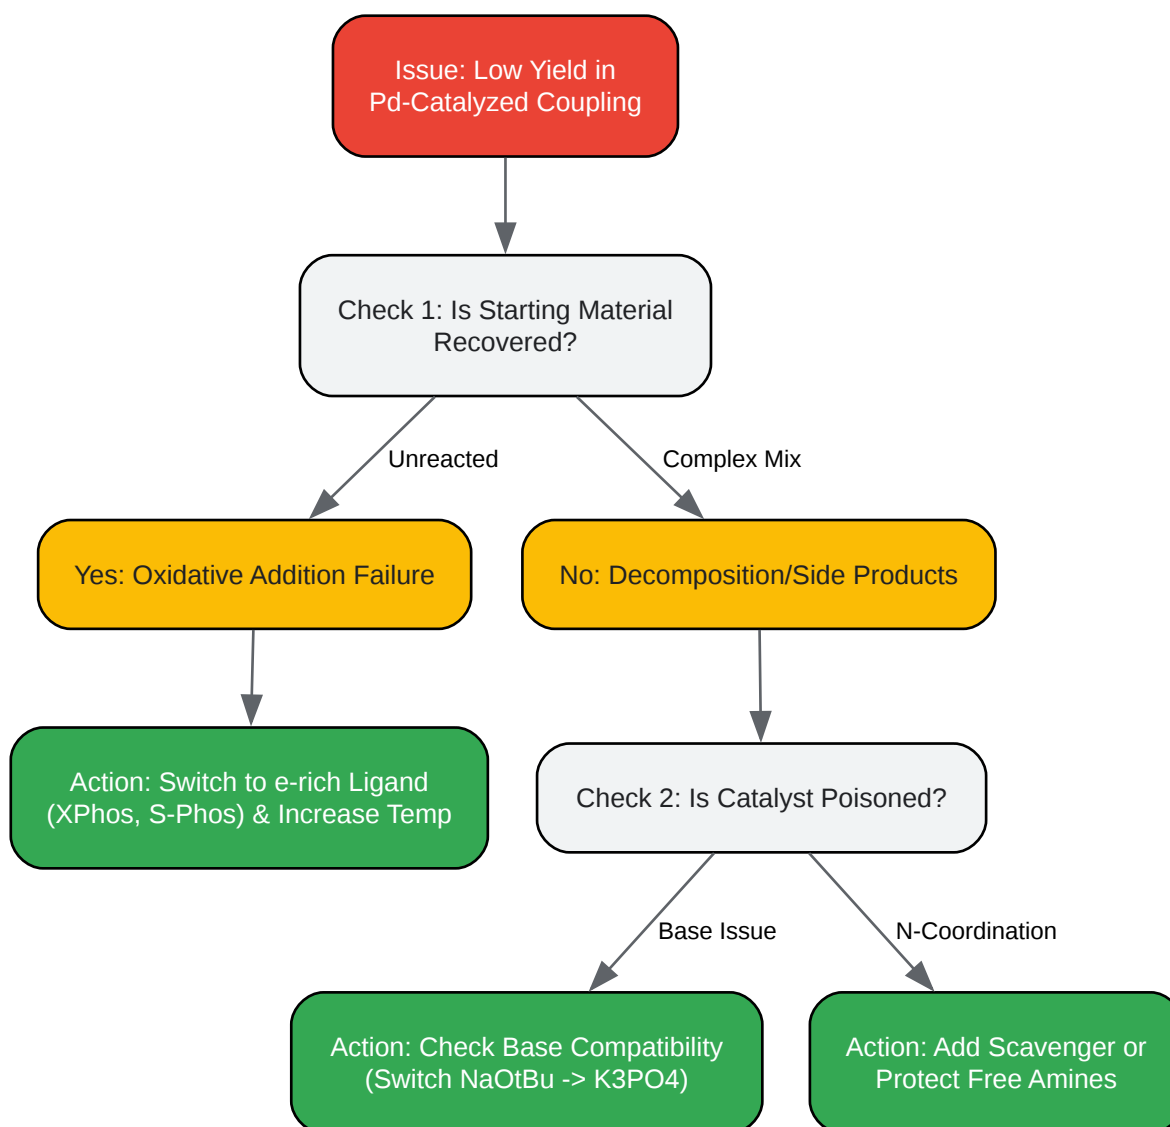 Issue: Low Yield in
Pd-Catalyzed Coupling
Check 1: Is Starting Material
Recovered?
Unreacted
Complex Mix
Yes: Oxidative Addition Failure
No: Decomposition/Side Products
Action: Switch to e-rich Ligand
(XPhos, S-Phos) & Increase Temp
Check 2: Is Catalyst Poisoned?
Base Issue
N-Coordination
Action: Check Base Compatibility
(Switch NaOtBu -> K3PO4)
Action: Add Scavenger or
Protect Free Amines